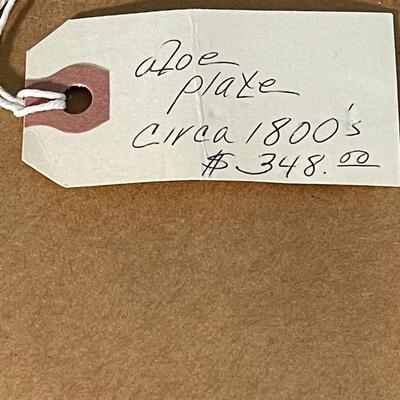 aloe
plate
circa 1800's
$ 348.00